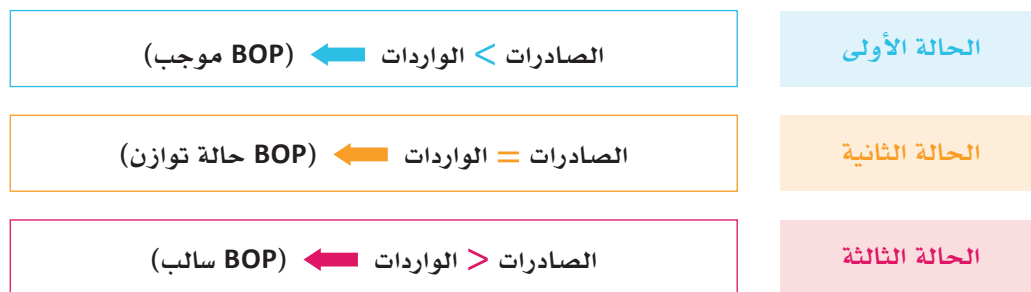 الحالة الأولى
الصادرات > الواردات ⬅ (BOP موجب)
الحالة الثانية
الصادرات = الواردات ⬅ (BOP حالة توازن)
الحالة الثالثة
الصادرات < الواردات ⬅ (BOP سالب)